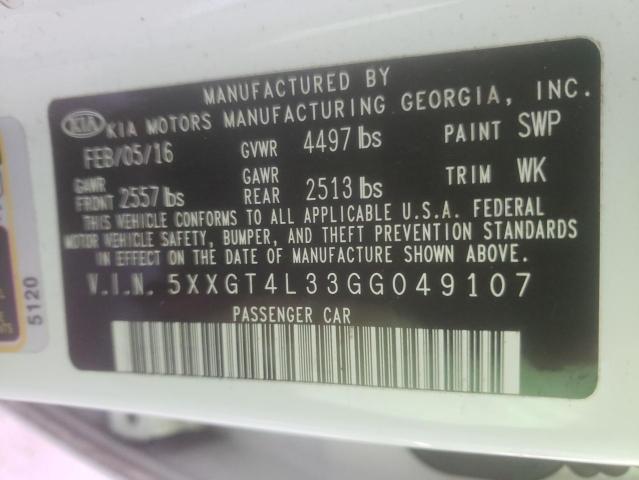 MANUFACTURED BY
KIA KIA MOTORS MANUFACTURING GEORGIA, INC.
FEB/05/16 GVWR 4497 lbs PAINT SWP
GAWR FRONT 2557 lbs GAWR REAR 2513 lbs TRIM WK
THIS VEHICLE CONFORMS TO ALL APPLICABLE U.S.A. FEDERAL
MOTOR VEHICLE SAFETY, BUMPER, AND THEFT PREVENTION STANDARDS
IN EFFECT ON THE DATE OF MANUFACTURE SHOWN ABOVE.
V.I.N. 5XXGT4L33GG049107
PASSENGER CAR
5120